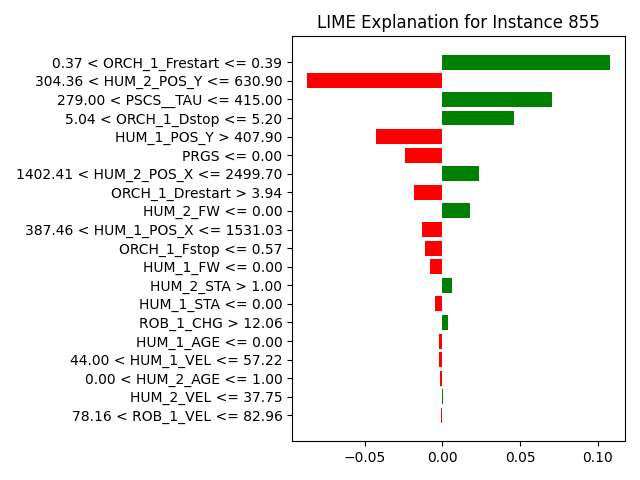 LIME Explanation for Instance 855
0.37 < ORCH_1_Frestart <= 0.39
304.36 < HUM_2_POS_Y <= 630.90
279.00 < PSCS__TAU <= 415.00
5.04 < ORCH_1_Dstop <= 5.20
HUM_1_POS_Y > 407.90
PRGS <= 0.00
1402.41 < HUM_2_POS_X <= 2499.70
ORCH_1_Drestart > 3.94
HUM_2_FW <= 0.00
387.46 < HUM_1_POS_X <= 1531.03
ORCH_1_Fstop <= 0.57
HUM_1_FW <= 0.00
HUM_2_STA > 1.00
HUM_1_STA <= 0.00
ROB_1_CHG > 12.06
HUM_1_AGE <= 0.00
44.00 < HUM_1_VEL <= 57.22
0.00 < HUM_2_AGE <= 1.00
HUM_2_VEL <= 37.75
78.16 < ROB_1_VEL <= 82.96
−0.05 0.00 0.05 0.10